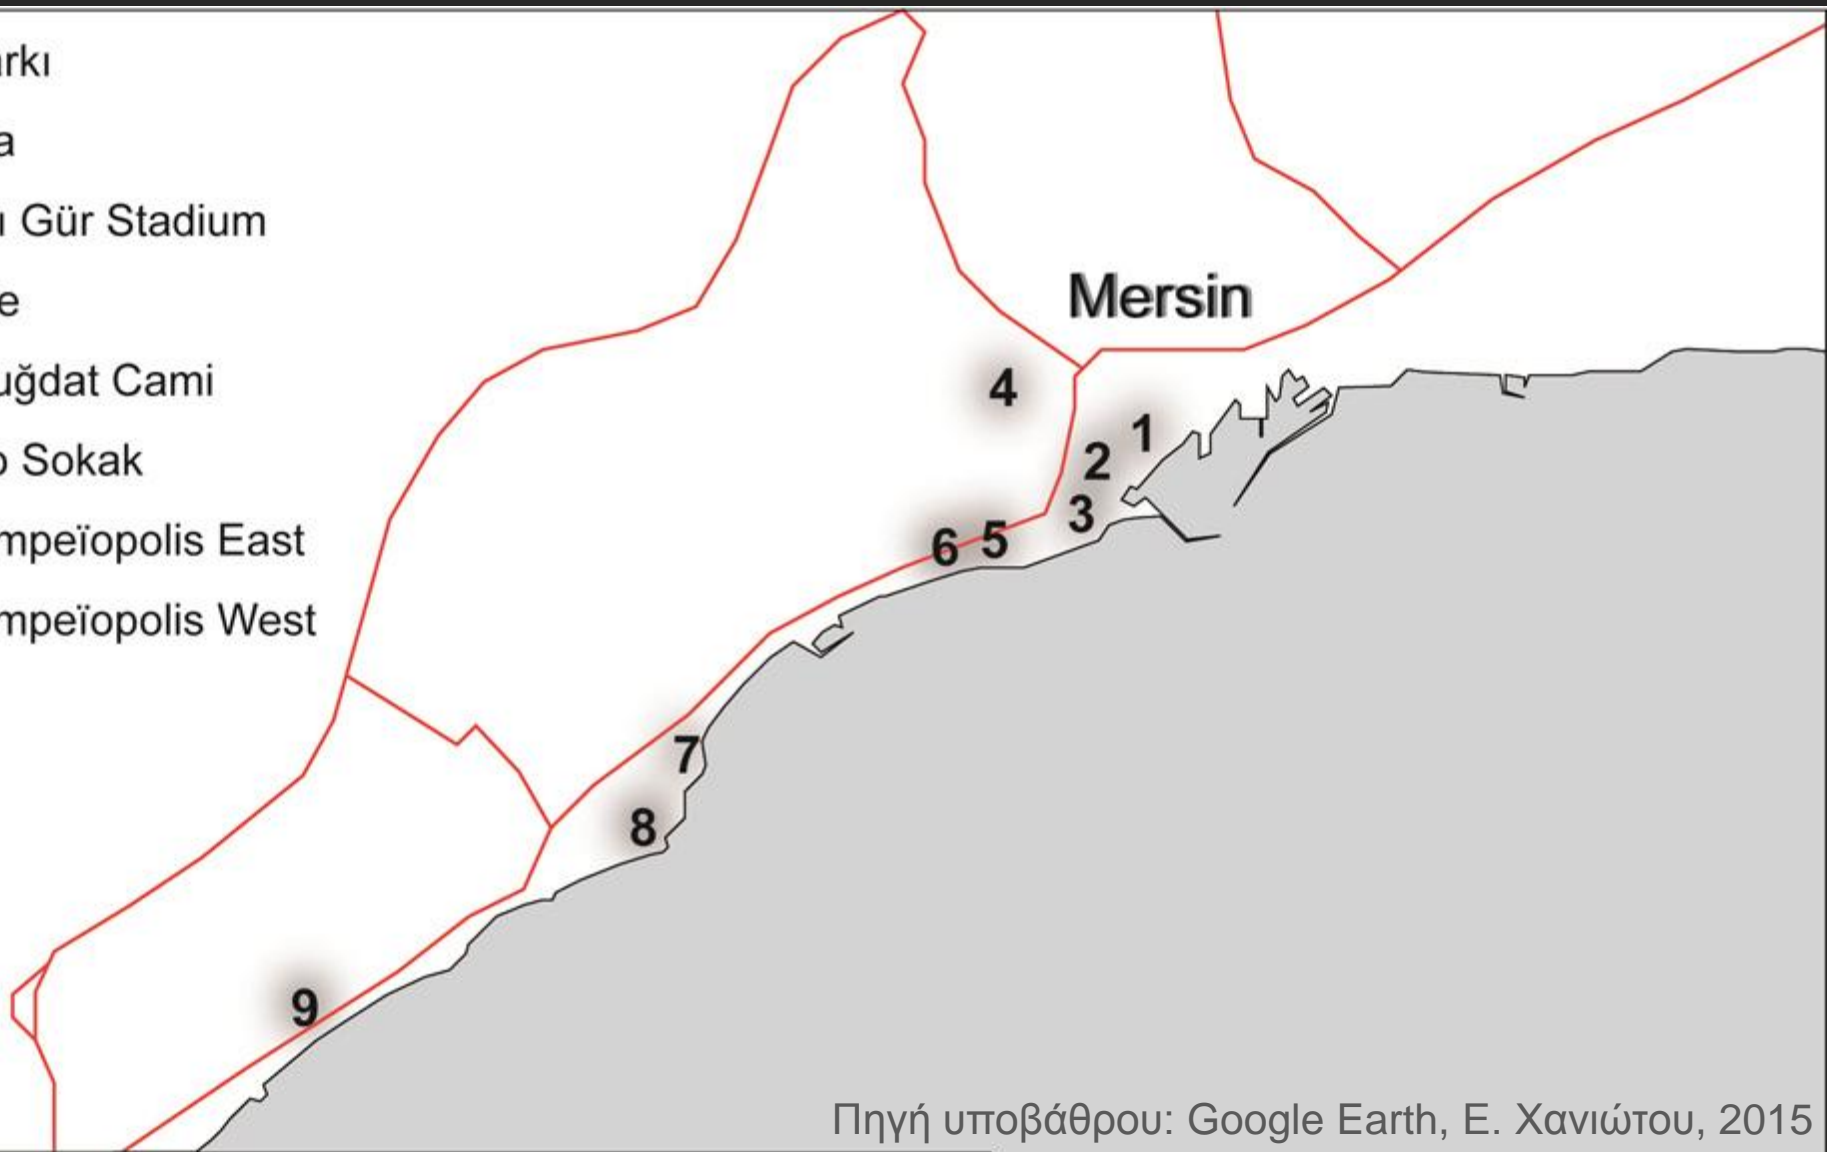 arkı
a
ı Gür Stadium
e
uğdat Cami
o Sokak
mpeïopolis East
mpeïopolis West
Mersin
4
1
2
3
6 5
7
8
9
Πηγή υποβάθρου: Google Earth, Ε. Χανιώτου, 2015